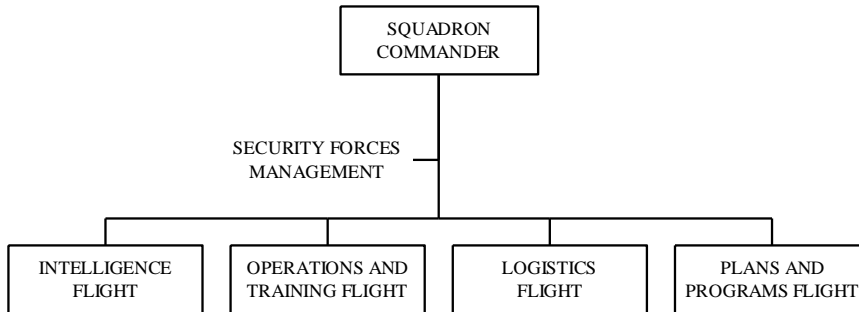 SQUADRON
COMMANDER
SECURITY FORCES
MANAGEMENT
INTELLIGENCE
FLIGHT
OPERATIONS AND
TRAINING FLIGHT
LOGISTICS
FLIGHT
PLANS AND
PROGRAMS FLIGHT